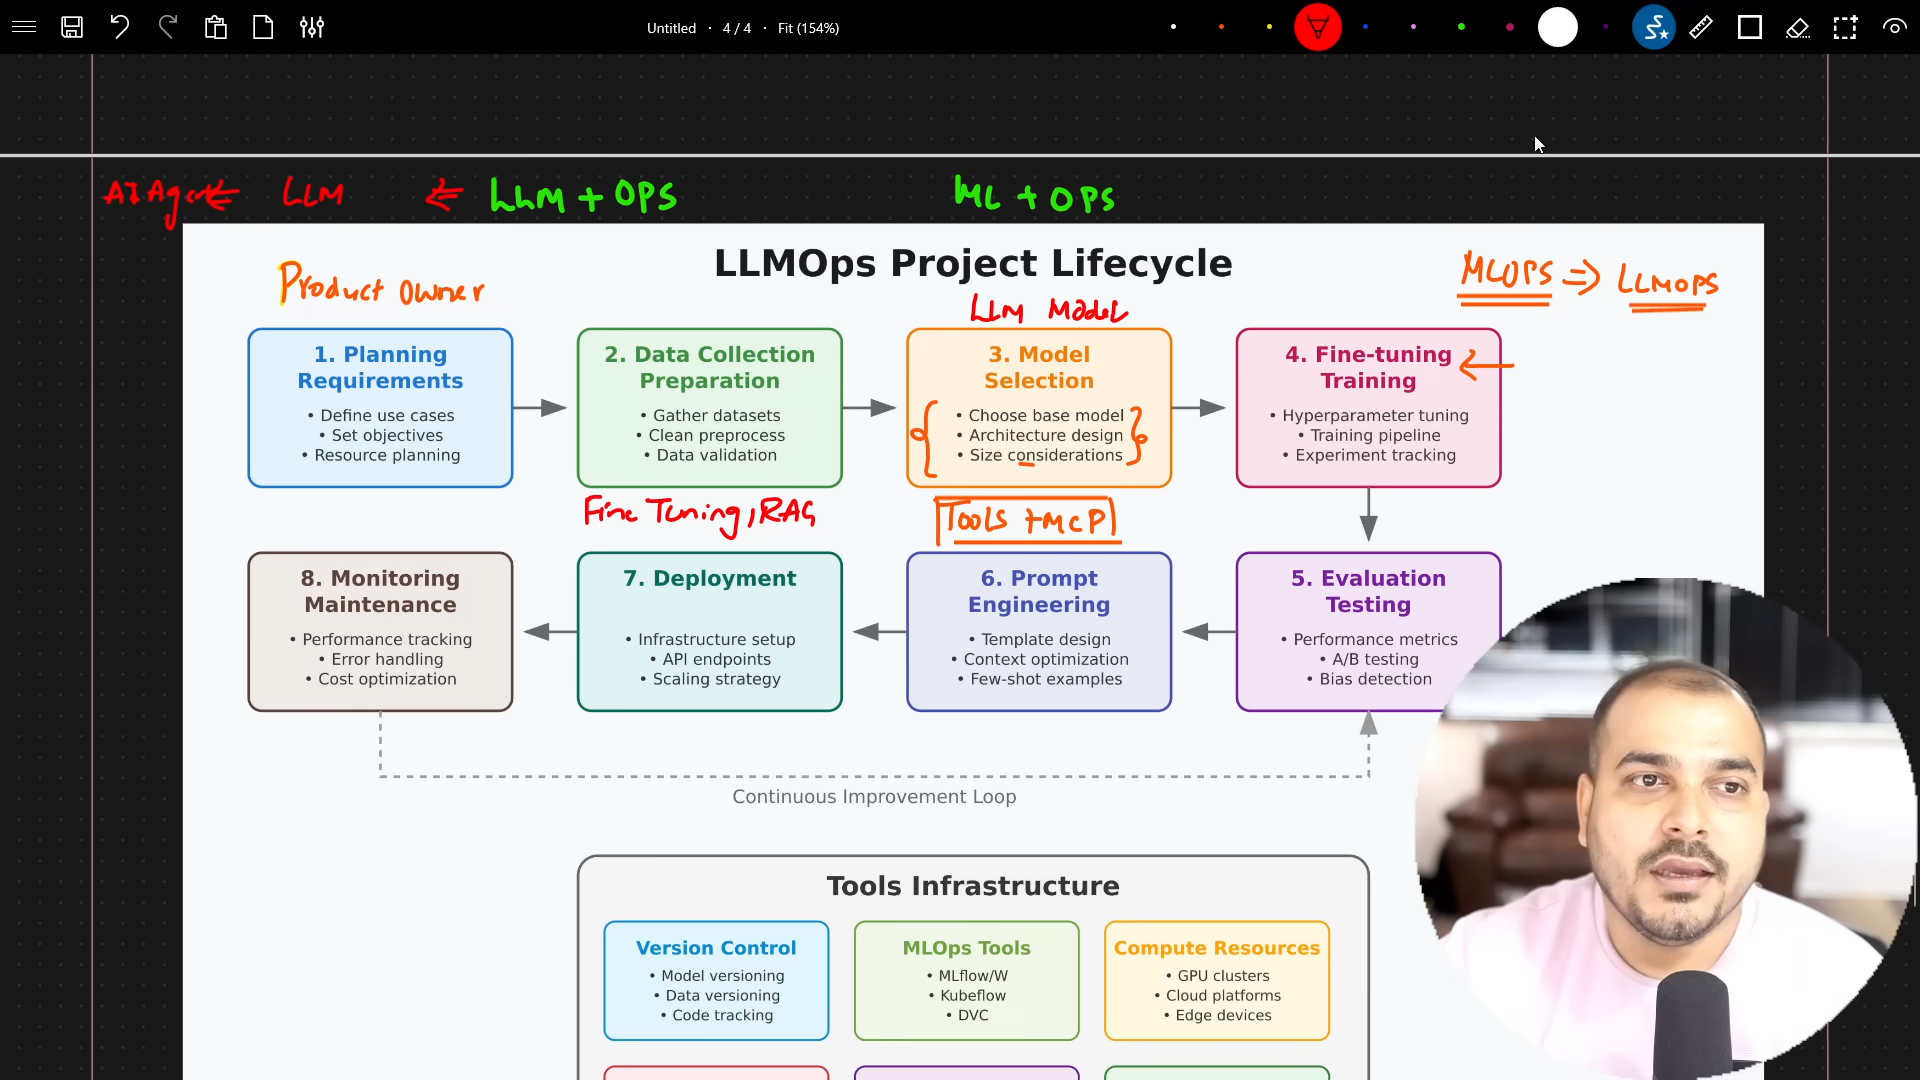 Untitled · 4 / 4 · Fit (154%)
AI Agent LLM LLM + OPS ML + OPS
LLMOps Project Lifecycle
Product Owner
MLOPS => LLMOPS
LLM Model
1. Planning
Requirements
• Define use cases
• Set objectives
• Resource planning
2. Data Collection
Preparation
• Gather datasets
• Clean preprocess
• Data validation
3. Model
Selection
• Choose base model
• Architecture design
• Size considerations
4. Fine-tuning
Training
• Hyperparameter tuning
• Training pipeline
• Experiment tracking
Fine Tuning, RAG
Tools + MCP
8. Monitoring
Maintenance
• Performance tracking
• Error handling
• Cost optimization
7. Deployment
• Infrastructure setup
• API endpoints
• Scaling strategy
6. Prompt
Engineering
• Template design
• Context optimization
• Few-shot examples
5. Evaluation
Testing
• Performance metrics
• A/B testing
• Bias detection
Continuous Improvement Loop
Tools Infrastructure
Version Control
• Model versioning
• Data versioning
• Code tracking
MLOps Tools
• MLflow/W
• Kubeflow
• DVC
Compute Resources
• GPU clusters
• Cloud platforms
• Edge devices